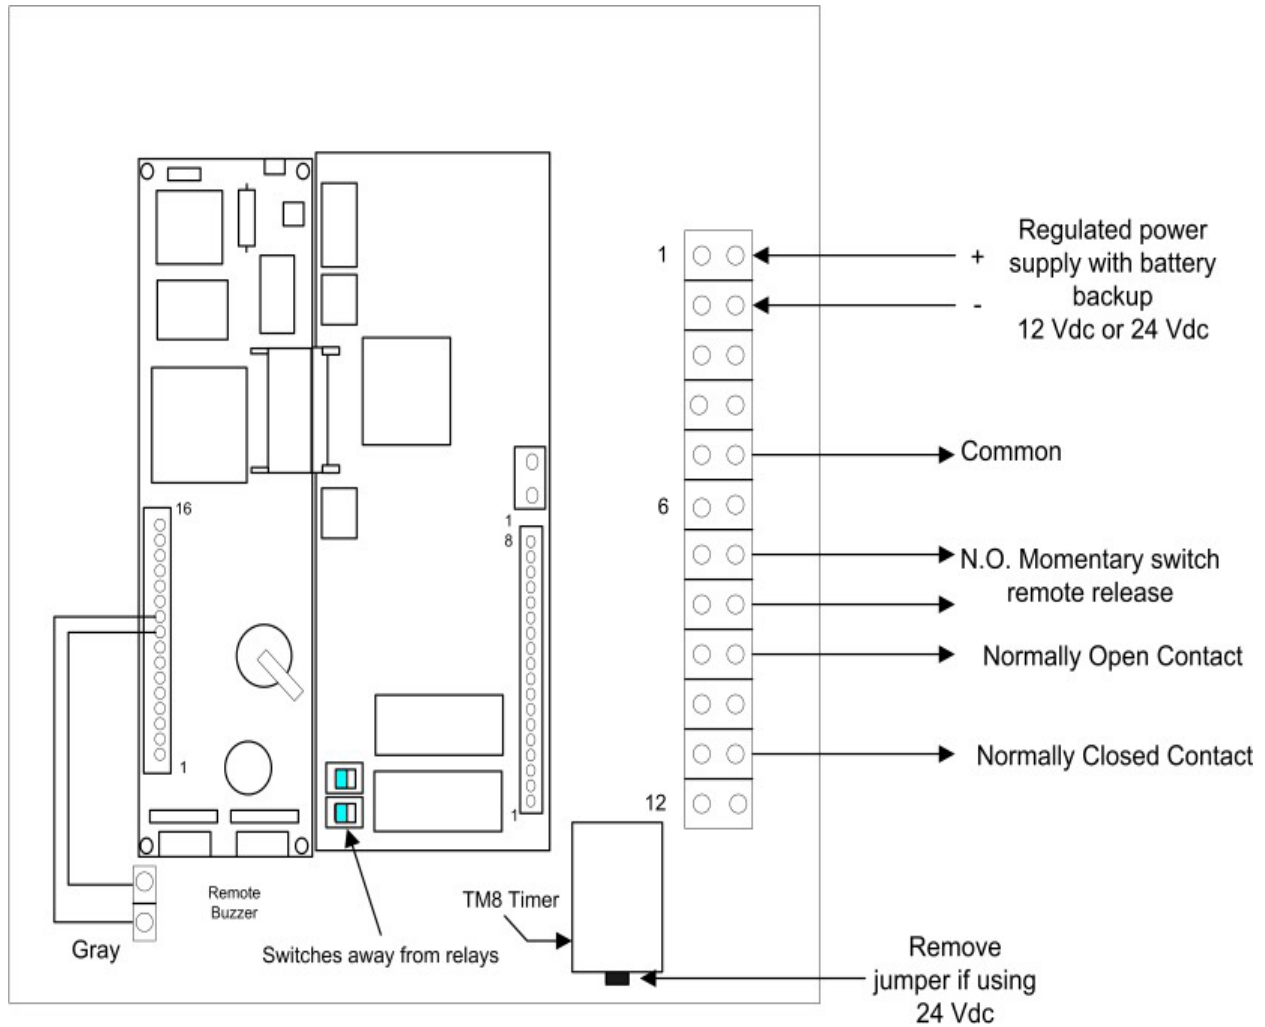 Regulated power
supply with battery
backup
12 Vdc or 24 Vdc
1
+
-
Common
16
1
8
6
N.O. Momentary switch
remote release
Normally Open Contact
Normally Closed Contact
1
1
12
Remote
Buzzer
TM8 Timer
Gray
Switches away from relays
Remove
jumper if using
24 Vdc